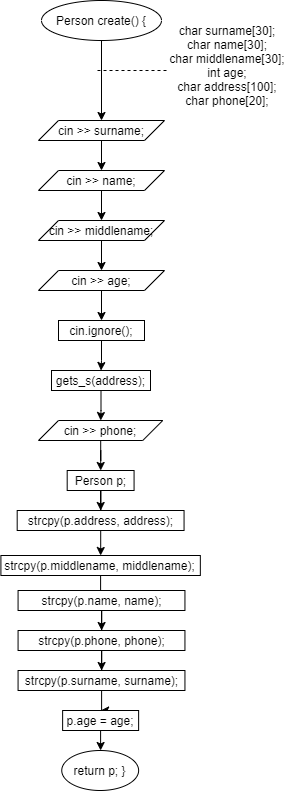 Person create() {
char surname[30];
char name[30];
char middlename[30];
int age;
char address[100];
char phone[20];
cin >> surname;
cin >> name;
cin >> middlename;
cin >> age;
cin.ignore();
gets_s(address);
cin >> phone;
Person p;
strcpy(p.address, address);
strcpy(p.middlename, middlename);
strcpy(p.name, name);
strcpy(p.phone, phone);
strcpy(p.surname, surname);
p.age = age;
return p; }